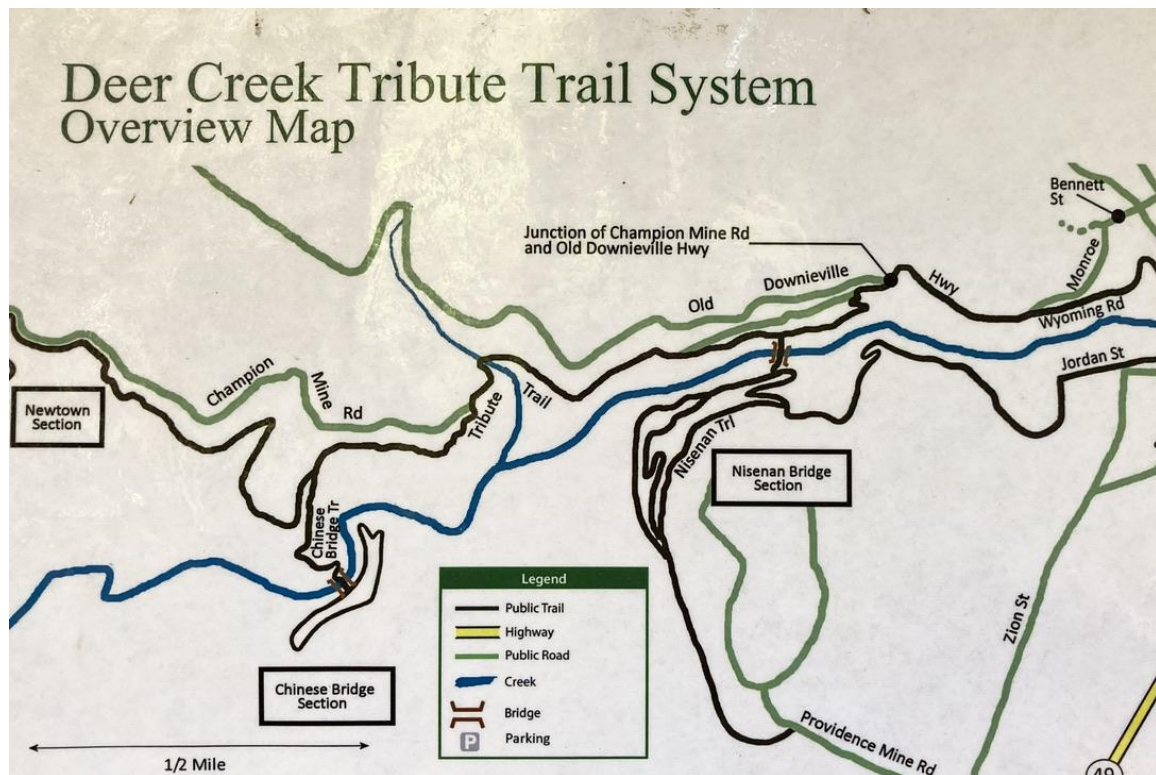 Deer Creek Tribute Trail System
Overview Map
Bennett
St
Junction of Champion Mine Rd
and Old Downieville Hwy
Monroe
Old
Downieville
Hwy
Wyoming Rd
Jordan St
Champion
Mine
Rd
Tribute
Trail
Newtown
Section
Nisenan Trl
Nisenan Bridge
Section
Chinese
Bridge Tr
Zion St
Legend
Public Trail
Highway
Public Road
Creek
Bridge
P Parking
Chinese Bridge
Section
Providence Mine Rd
1/2 Mile
49